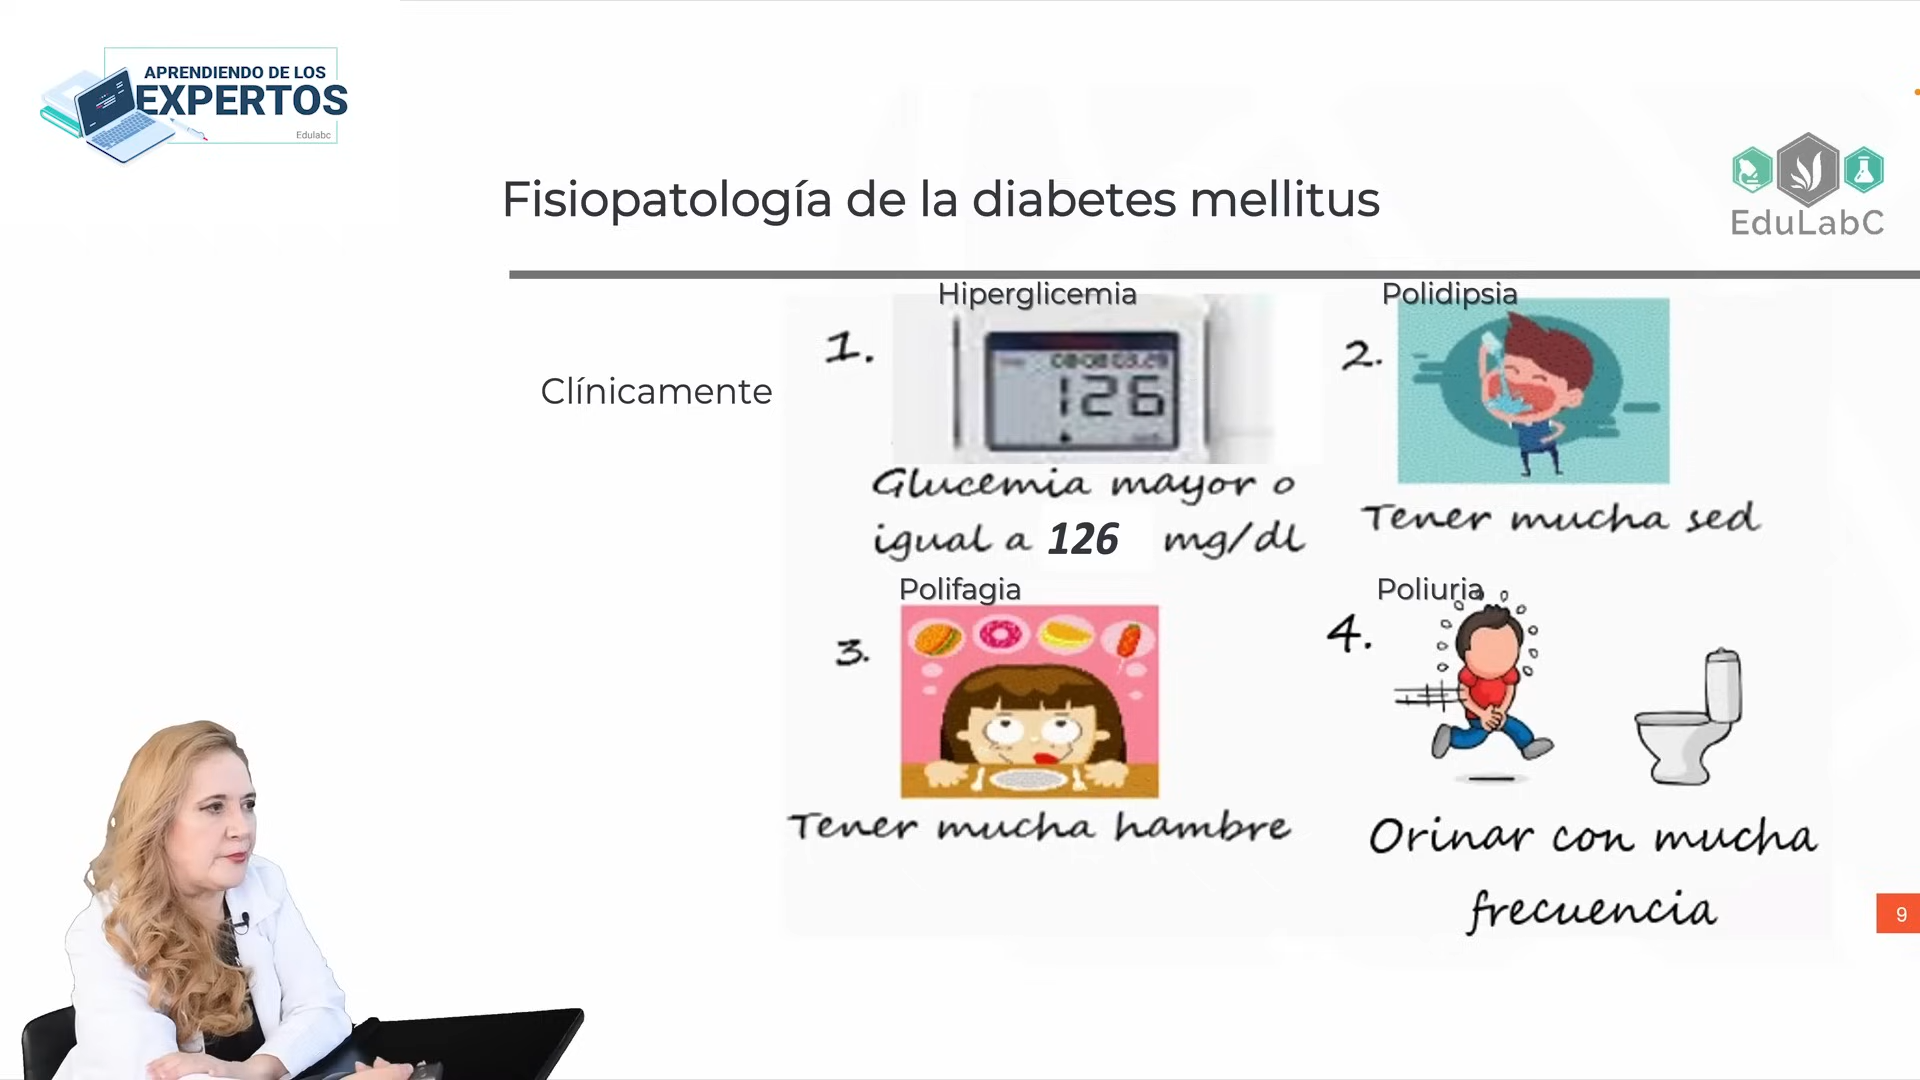 APRENDIENDO DE LOS
EXPERTOS
Edulabc
Fisiopatología de la diabetes mellitus
EduLabC
Clínicamente
Hiperglicemia
1.
126
Glucemia mayor o
igual a 126 mg/dl
Polidipsia
2.
Tener mucha sed
Polifagia
3.
Tener mucha hambre
Poliuria
4.
Orinar con mucha
frecuencia
9